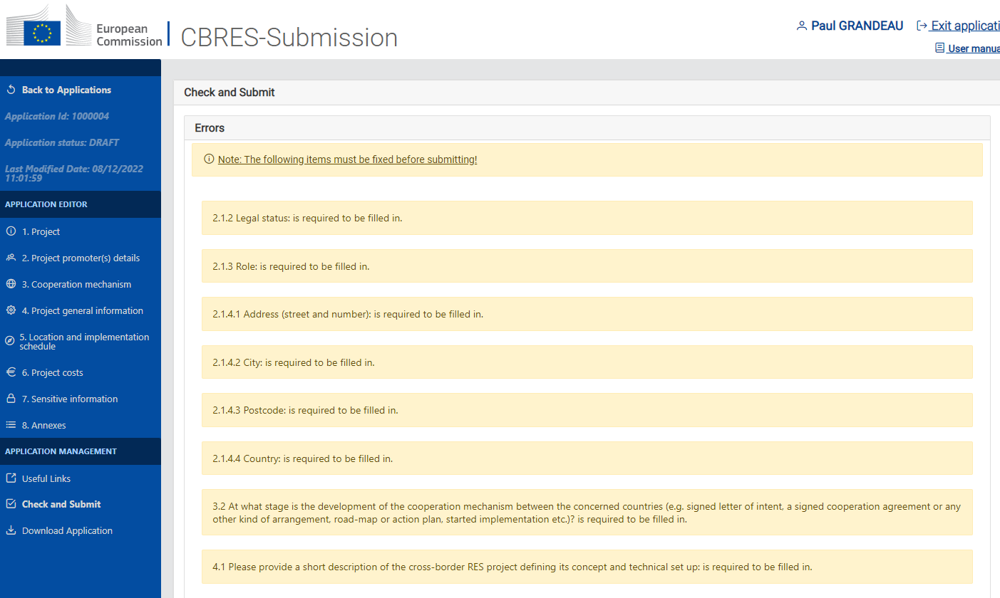 European
Commission
CBRES-Submission
Paul GRANDEAU
Exit applicati
User manua
Back to Applications
Application Id: 1000004
Application status: DRAFT
Last Modified Date: 08/12/2022
11:01:59
APPLICATION EDITOR
1. Project
2. Project promoter(s) details
3. Cooperation mechanism
4. Project general information
5. Location and implementation
schedule
6. Project costs
7. Sensitive information
8. Annexes
APPLICATION MANAGEMENT
Useful Links
Check and Submit
Download Application
Check and Submit
Errors
Note: The following items must be fixed before submitting!
2.1.2 Legal status: is required to be filled in.
2.1.3 Role: is required to be filled in.
2.1.4.1 Address (street and number): is required to be filled in.
2.1.4.2 City: is required to be filled in.
2.1.4.3 Postcode: is required to be filled in.
2.1.4.4 Country: is required to be filled in.
3.2 At what stage is the development of the cooperation mechanism between the concerned countries (e.g. signed letter of intent, a signed cooperation agreement or any
other kind of arrangement, road-map or action plan, started implementation etc.)? is required to be filled in.
4.1 Please provide a short description of the cross-border RES project defining its concept and technical set up: is required to be filled in.